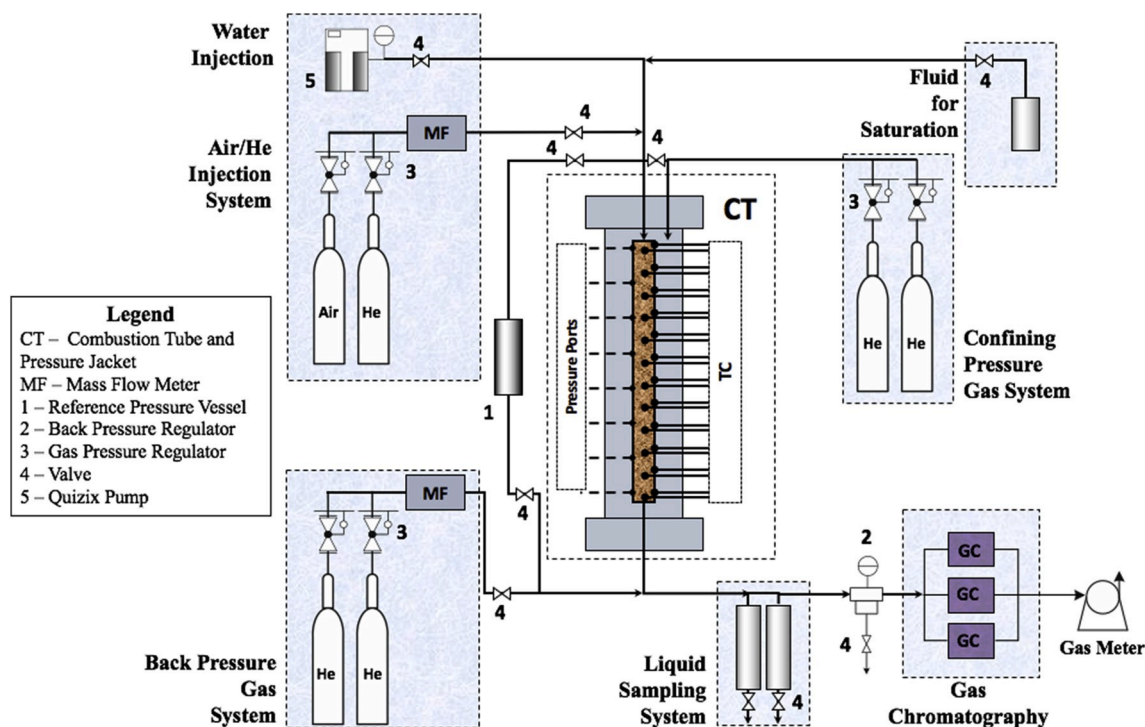 Water
Injection
5
4
4
Fluid
for
Saturation
Air/He
Injection
System
MF
3
4
4
4
Air
He
CT
Pressure Ports
TC
3
He
He
Confining
Pressure
Gas System
1
Legend
CT – Combustion Tube and
Pressure Jacket
MF – Mass Flow Meter
1 – Reference Pressure Vessel
2 – Back Pressure Regulator
3 – Gas Pressure Regulator
4 – Valve
5 – Quizix Pump
MF
3
4
4
He
He
Back Pressure
Gas
System
Liquid
Sampling
System
4
2
4
GC
GC
GC
Gas
Chromatography
Gas Meter